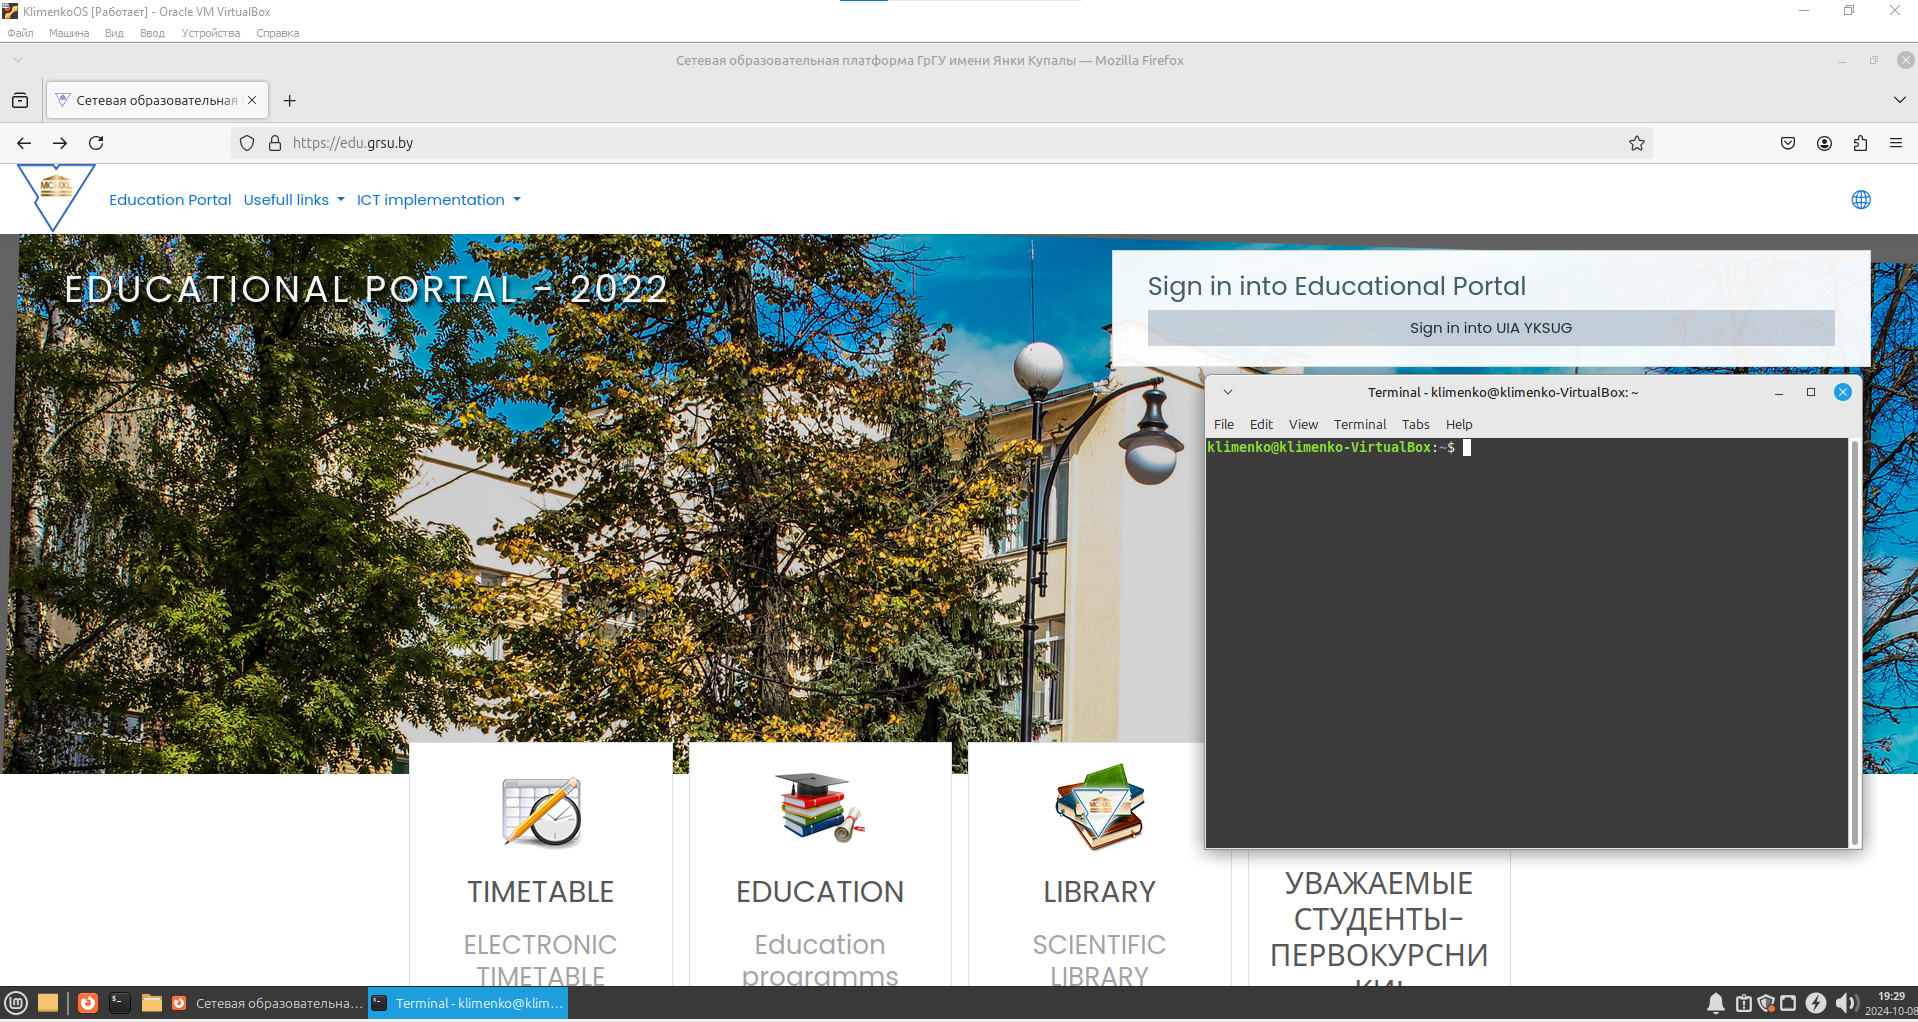 KlimenkoOS [Работает] - Oracle VM VirtualBox
Файл Машина Вид Ввод Устройства Справка
Сетевая образовательная платформа ГрГУ имени Янки Купалы — Mozilla Firefox
Сетевая образовательная
https://edu.grsu.by
MCMXL
Education Portal Usefull links ICT implementation
EDUCATIONAL PORTAL - 2022
Sign in into Educational Portal
Sign in into UIA YKSUG
Terminal - klimenko@klimenko-VirtualBox: ~
File Edit View Terminal Tabs Help
klimenko@klimenko-VirtualBox:~$
MCMXL
TIMETABLE
ELECTRONIC
TIMETABLE
EDUCATION
Education
programms
LIBRARY
SCIENTIFIC
LIBRARY
УВАЖАЕМЫЕ
СТУДЕНТЫ-
ПЕРВОКУРСНИ
КИ!
Сетевая образовательна...
Terminal - klimenko@klim...
19:29
2024-10-08